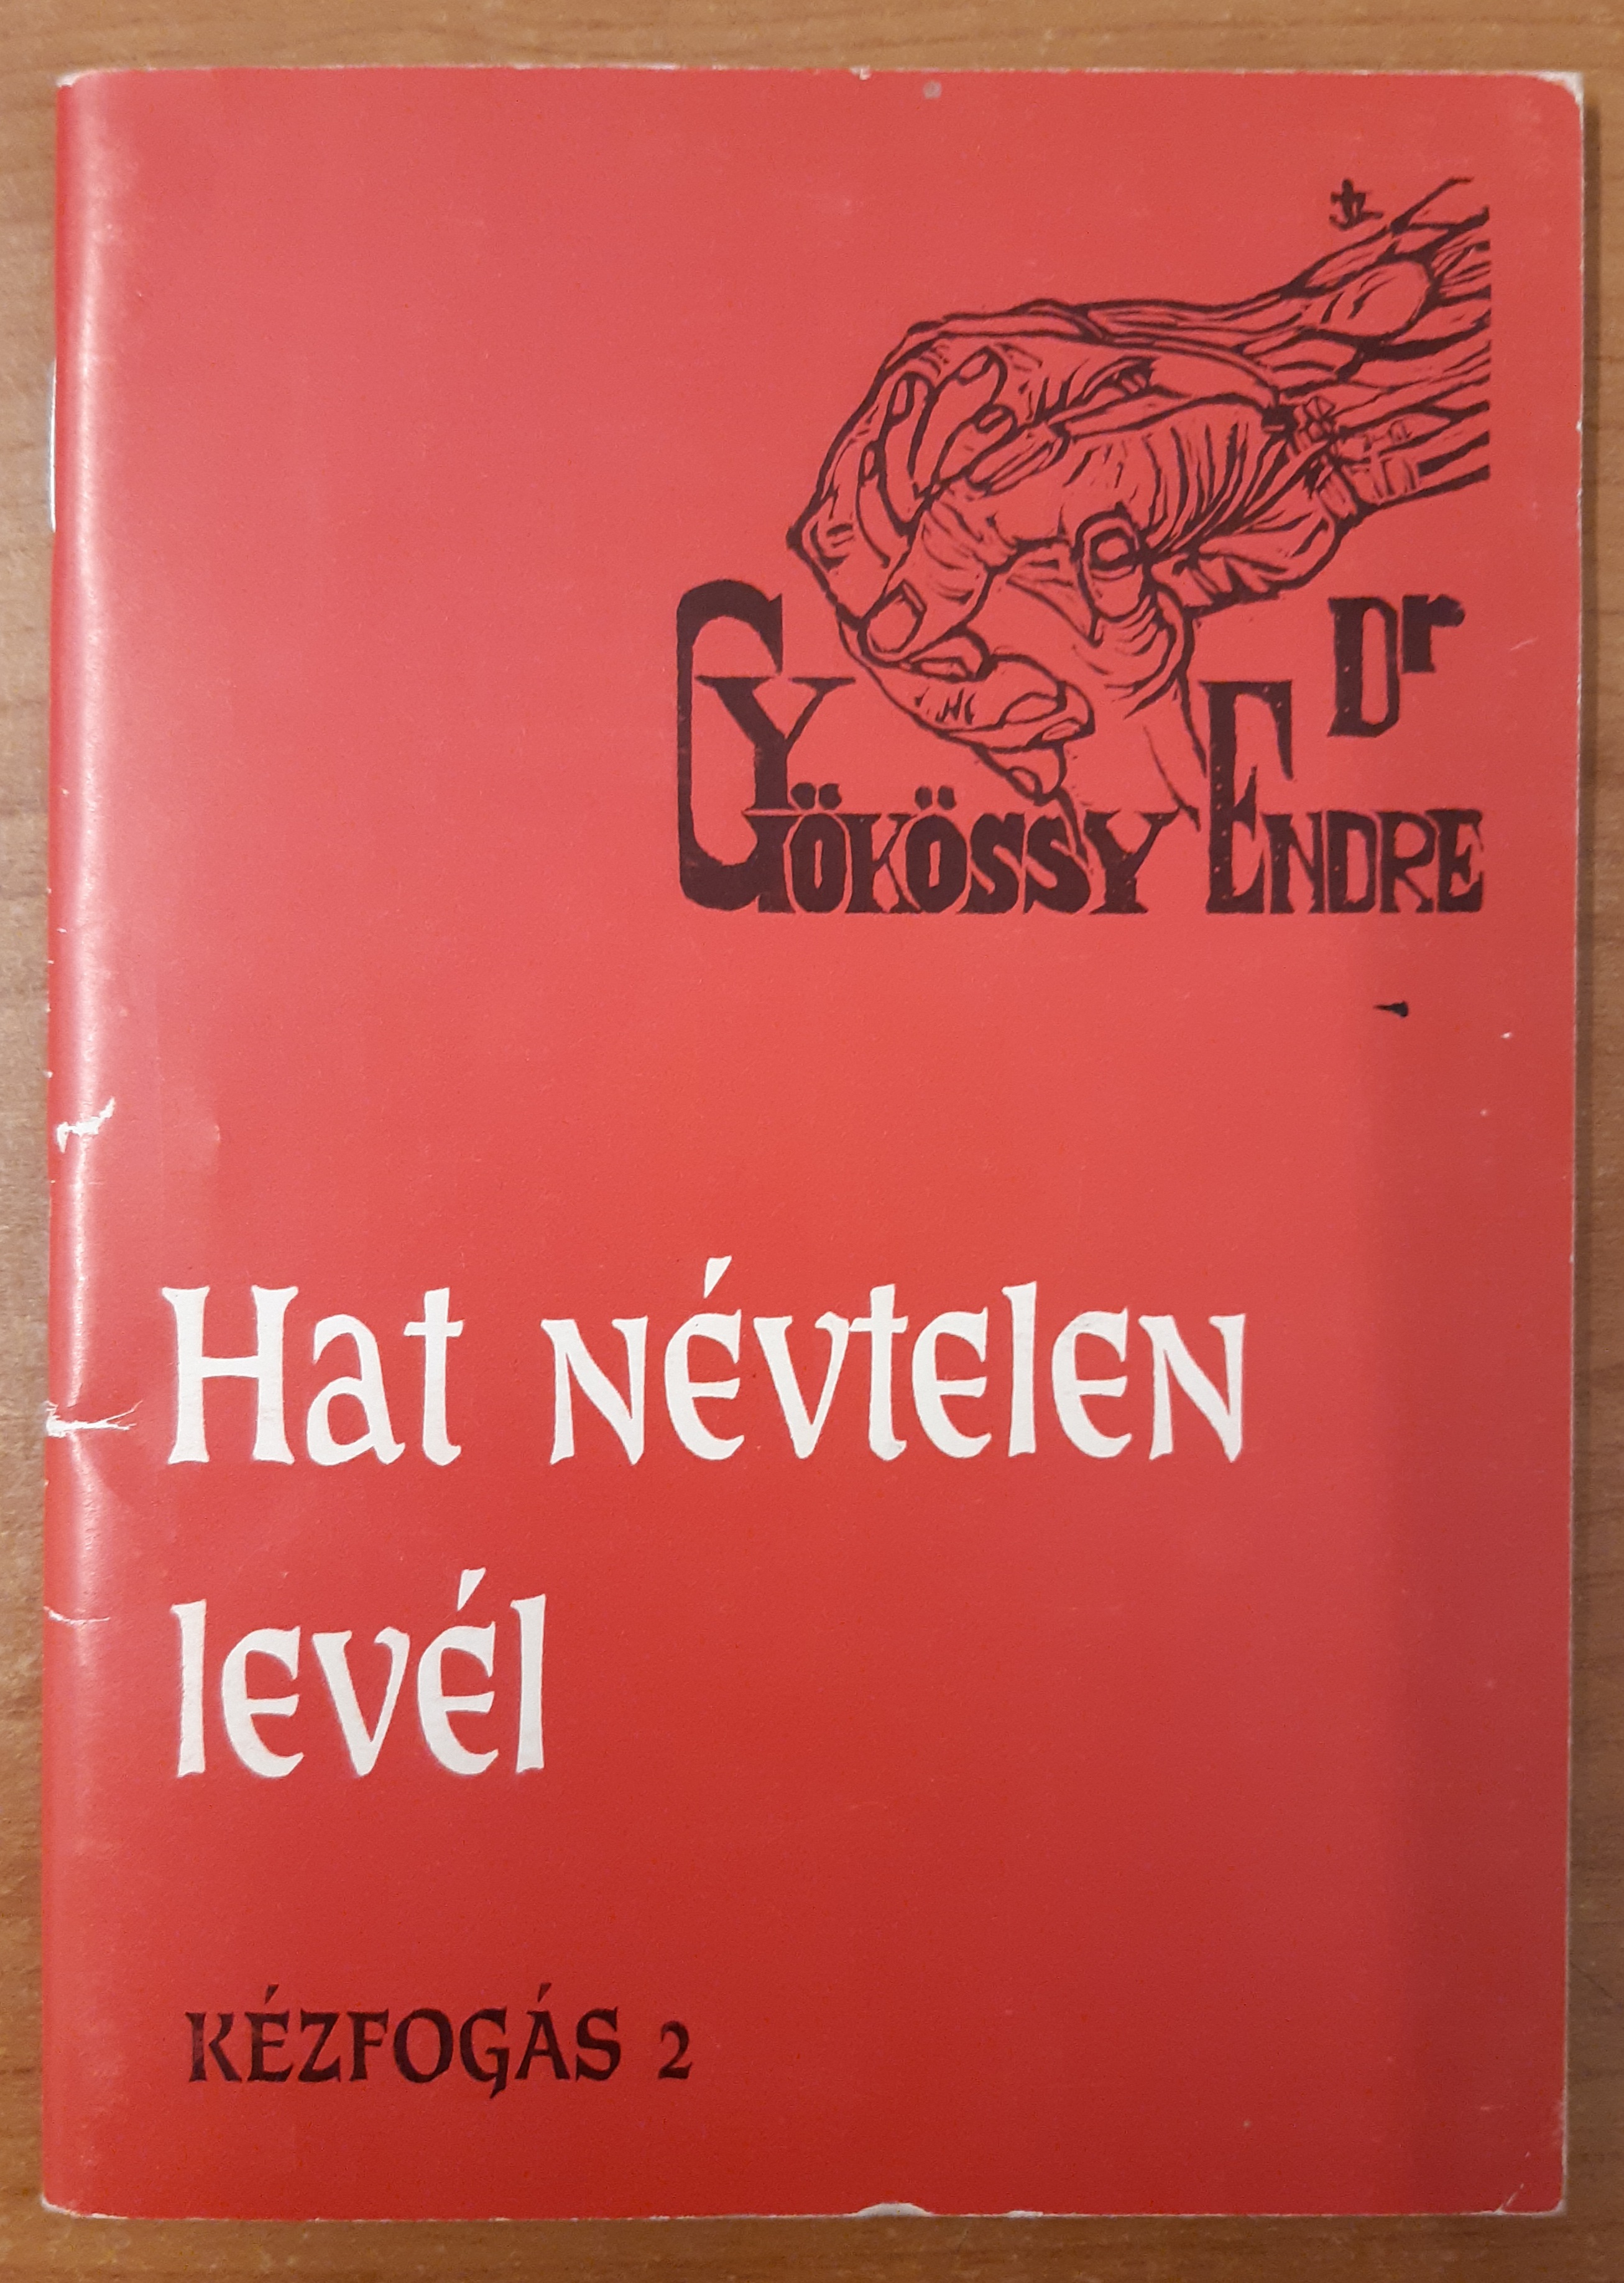 Dr
Gyökössy Endre
Hat névtelen
levél
KÉZFOGÁS 2